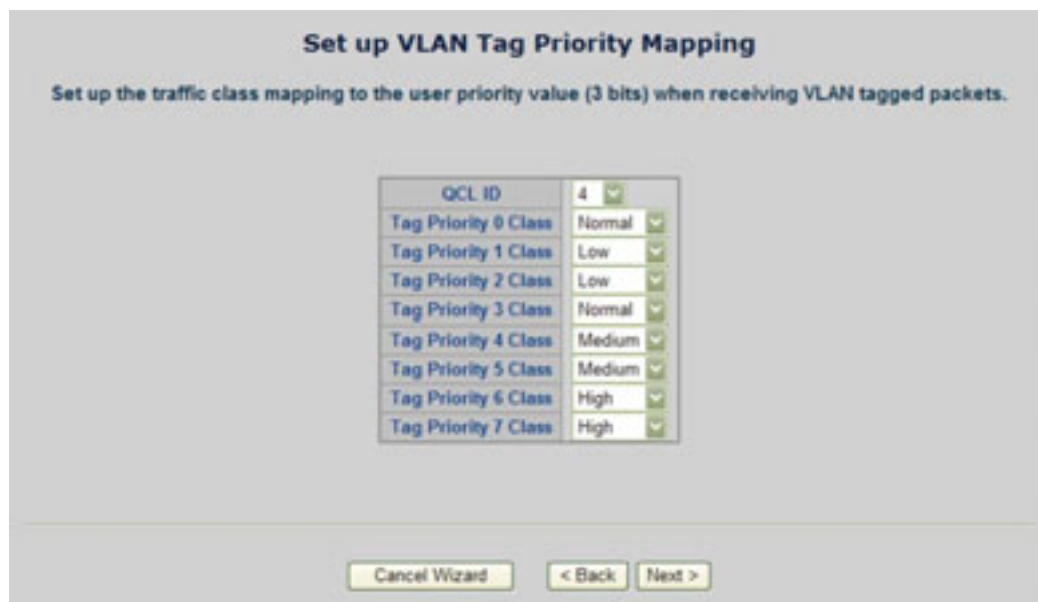 Set up VLAN Tag Priority Mapping
Set up the traffic class mapping to the user priority value (3 bits) when receiving VLAN tagged packets.
QCL ID 4
Tag Priority 0 Class Normal
Tag Priority 1 Class Low
Tag Priority 2 Class Low
Tag Priority 3 Class Normal
Tag Priority 4 Class Medium
Tag Priority 5 Class Medium
Tag Priority 6 Class High
Tag Priority 7 Class High
Cancel Wizard < Back Next >